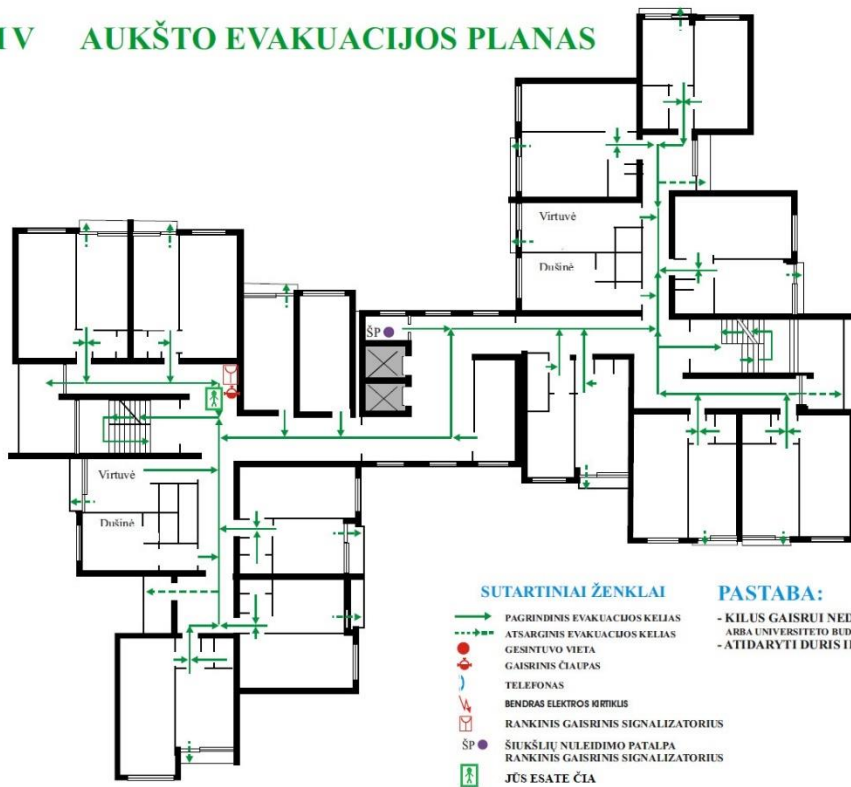 IV AUKŠTO EVAKUACIJOS PLANAS
Virtuvė
Dušinė
ŠP
Virtuvė
Dušinė
SUTARTINIAI ŽENKLAI
PAGRINDINIS EVAKUACIJOS KELIAS
ATSARGINIS EVAKUACIJOS KELIAS
GESINTUVO VIETA
GAISRINIS ČIAUPAS
TELEFONAS
BENDRAS ELEKTROS KIRTIKLIS
RANKINIS GAISRINIS SIGNALIZATORIUS
ŠP ŠIUKŠLIŲ NULEIDIMO PATALPA
RANKINIS GAISRINIS SIGNALIZATORIUS
JŪS ESATE ČIA
PASTABA:
- KILUS GAISRUI
ARBA UNIVERSITETO
- ATIDARYTI DURIS